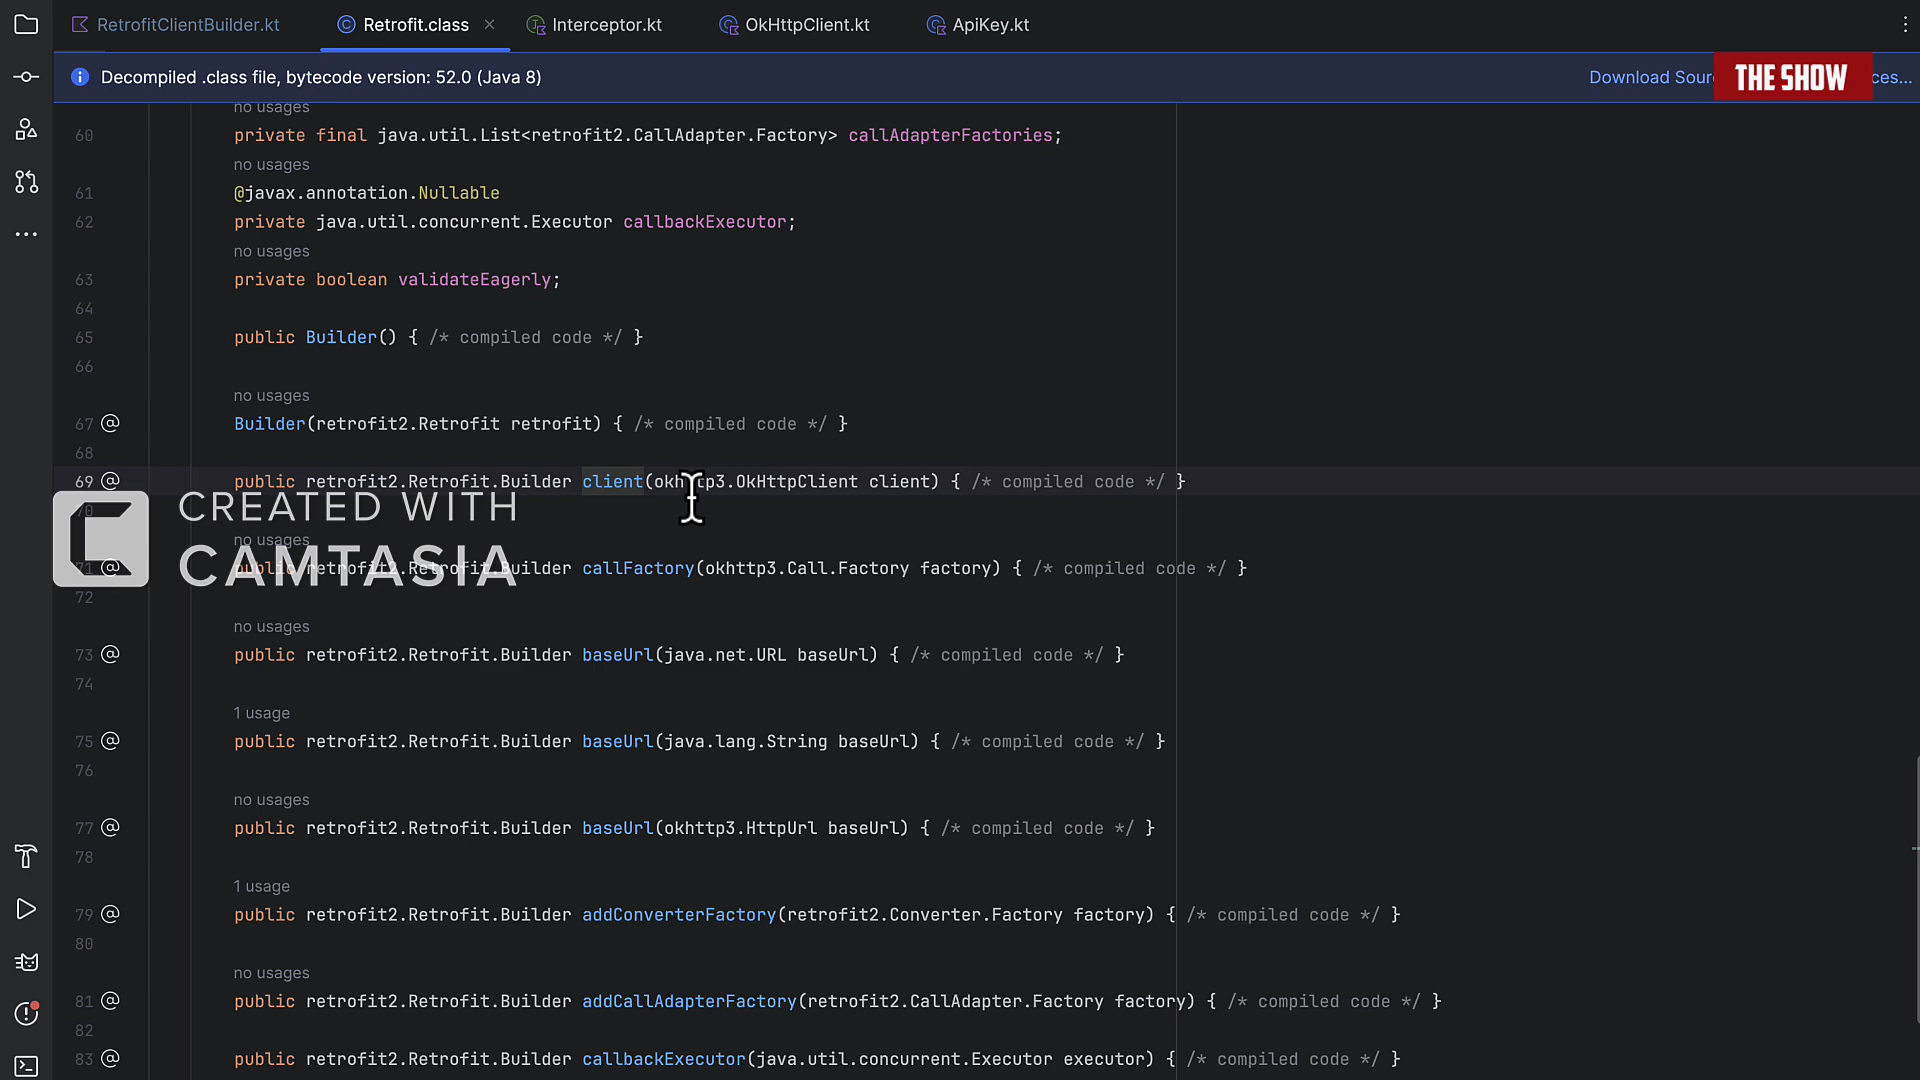 RetrofitClientBuilder.kt
Retrofit.class
Interceptor.kt
OkHttpClient.kt
ApiKey.kt
Decompiled .class file, bytecode version: 52.0 (Java 8)
Download Sour
THE SHOW
ces...
no usages
60 private final java.util.List<retrofit2.CallAdapter.Factory> callAdapterFactories;
no usages
61 @javax.annotation.Nullable
62 private java.util.concurrent.Executor callbackExecutor;
no usages
63 private boolean validateEagerly;
64
65 public Builder() { /* compiled code */ }
66
no usages
67 @ Builder(retrofit2.Retrofit retrofit) { /* compiled code */ }
68
69 @ public retrofit2.Retrofit.Builder client(okhttp3.OkHttpClient client) { /* compiled code */ }
70
CREATED WITH
CAMTASIA
no usages
71 @ public retrofit2.Retrofit.Builder callFactory(okhttp3.Call.Factory factory) { /* compiled code */ }
72
no usages
73 @ public retrofit2.Retrofit.Builder baseUrl(java.net.URL baseUrl) { /* compiled code */ }
74
1 usage
75 @ public retrofit2.Retrofit.Builder baseUrl(java.lang.String baseUrl) { /* compiled code */ }
76
no usages
77 @ public retrofit2.Retrofit.Builder baseUrl(okhttp3.HttpUrl baseUrl) { /* compiled code */ }
78
1 usage
79 @ public retrofit2.Retrofit.Builder addConverterFactory(retrofit2.Converter.Factory factory) { /* compiled code */ }
80
no usages
81 @ public retrofit2.Retrofit.Builder addCallAdapterFactory(retrofit2.CallAdapter.Factory factory) { /* compiled code */ }
82
83 @ public retrofit2.Retrofit.Builder callbackExecutor(java.util.concurrent.Executor executor) { /* compiled code */ }